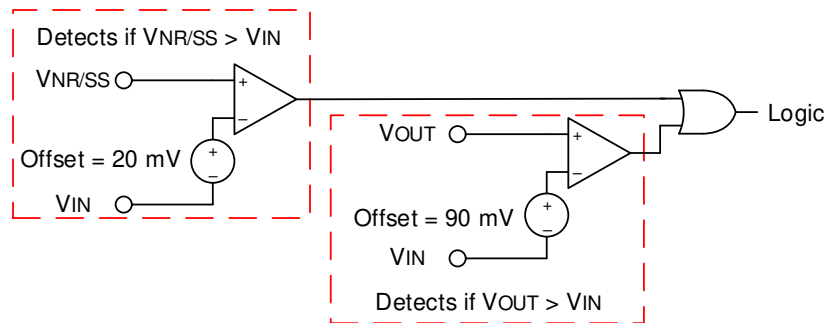 Detects if VNR/SS > VIN
VNR/SS
+
−
+
Offset = 20 mV
−
VIN
Logic
VOUT
+
−
+
Offset = 90 mV
−
VIN
Detects if VOUT > VIN